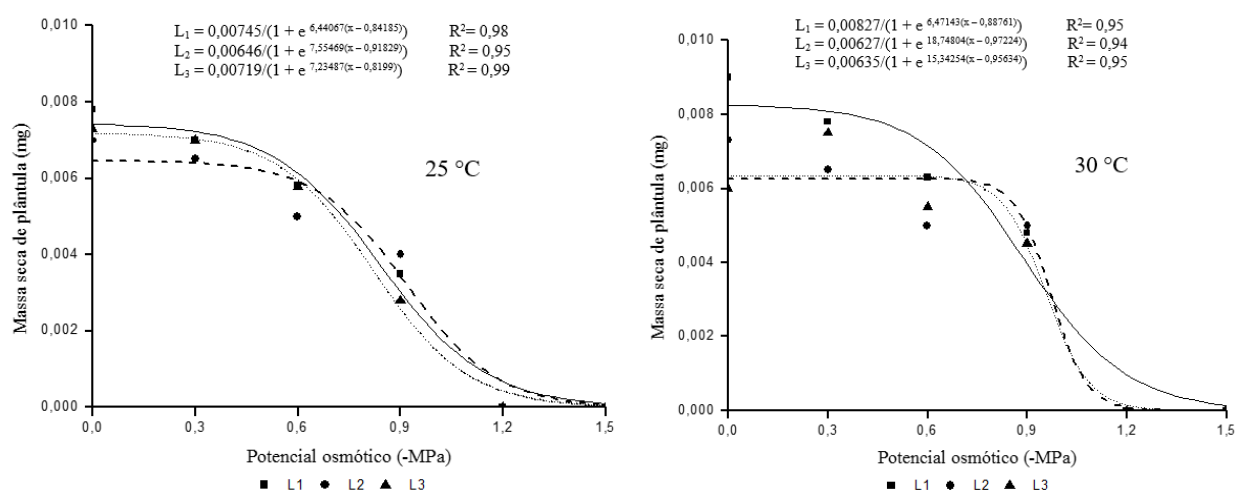 L1 = 0,00745/(1 + e 6,44067(x – 0,84185)) R2= 0,98
L2 = 0,00646/(1 + e 7,55469(x – 0,91829)) R2 = 0,95
L3 = 0,00719/(1 + e 7,23487(x – 0,8199)) R2 = 0,99
25 °C
Massa seca de plântula (mg)
0,010
0,008
0,006
0,004
0,002
0,000
0,0 0,3 0,6 0,9 1,2 1,5
Potencial osmótico (-MPa)
L1 L2 L3
L1 = 0,00827/(1 + e 6,47143(x – 0,88761)) R2 = 0,95
L2 = 0,00627/(1 + e 18,74804(x – 0,97224)) R2 = 0,94
L3 = 0,00635/(1 + e 15,34254(x – 0,95634)) R2 = 0,95
30 °C
Massa seca de plântula (mg)
0,010
0,008
0,006
0,004
0,002
0,000
0,0 0,3 0,6 0,9 1,2 1,5
Potencial osmótico (-MPa)
L1 L2 L3